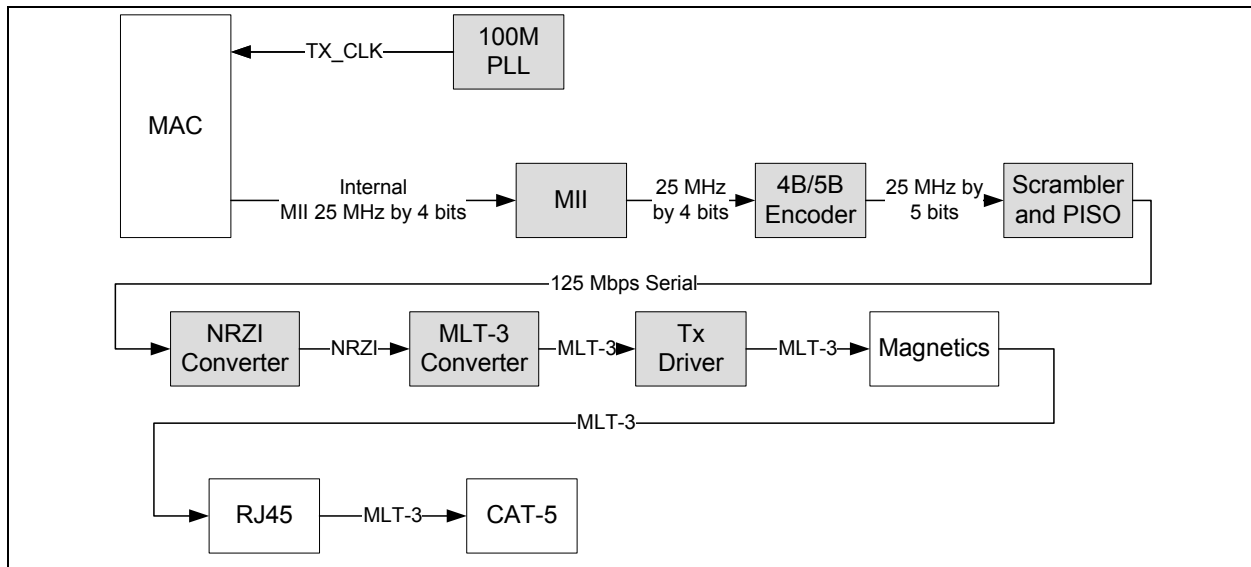 TX_CLK
100M
PLL
MAC
Internal
MII 25 MHz by 4 bits
MII
25 MHz
by 4 bits
4B/5B
Encoder
25 MHz by
5 bits
Scrambler
and PISO
125 Mbps Serial
NRZI
Converter
NRZI
MLT-3
Converter
MLT-3
Tx
Driver
MLT-3
Magnetics
MLT-3
RJ45
MLT-3
CAT-5